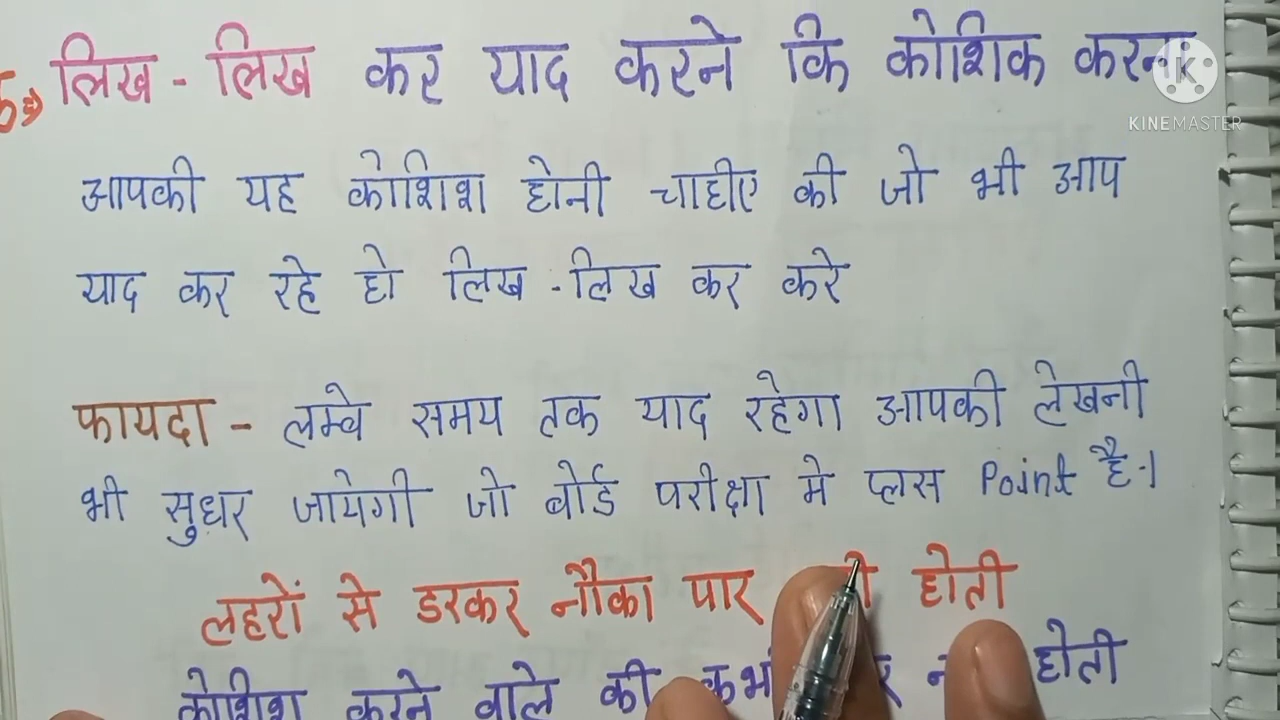 5⇒ लिख - लिख कर याद करने कि कोशिक करना
KINEMASTER
आपकी यह कोशिश होनी चाहीए की जो भी आप
याद कर रहे हो लिख - लिख कर करे
फायदा - लम्वे समय तक याद रहेगा आपकी लेखनी
भी सुधर जायेगी जो बोर्ड परीक्षा मे प्लस Point है।
लहरों से डरकर नौका पार होती
कोशिश करने वाले की होती